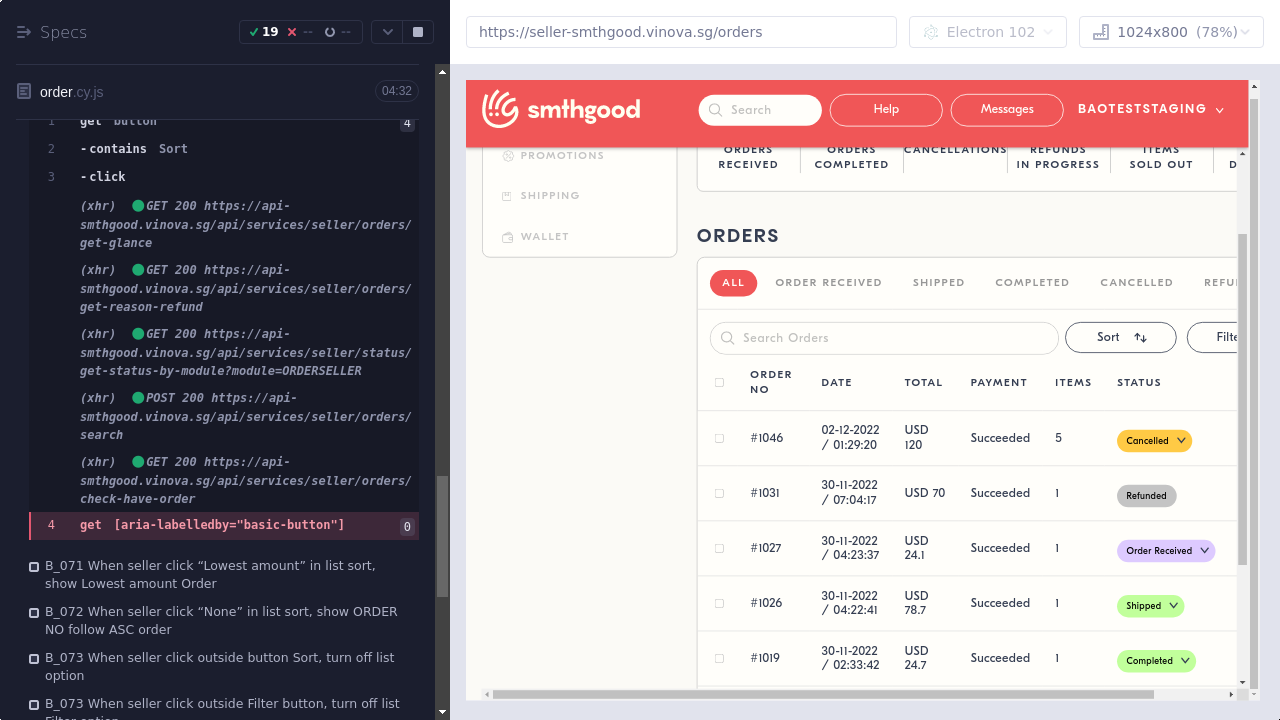 Specs
19
--
--
https://seller-smthgood.vinova.sg/orders
Electron 102
1024x800 (78%)
order.cy.js
04:32
1 get button 4
2 -contains Sort
3 -click
(xhr) GET 200 https://api-
smthgood.vinova.sg/api/services/seller/orders/
get-glance
(xhr) GET 200 https://api-
smthgood.vinova.sg/api/services/seller/orders/
get-reason-refund
(xhr) GET 200 https://api-
smthgood.vinova.sg/api/services/seller/status/
get-status-by-module?module=ORDERSELLER
(xhr) POST 200 https://api-
smthgood.vinova.sg/api/services/seller/orders/
search
(xhr) GET 200 https://api-
smthgood.vinova.sg/api/services/seller/orders/
check-have-order
4 get [aria-labelledby="basic-button"] 0
B_071 When seller click “Lowest amount” in list sort,
show Lowest amount Order
B_072 When seller click “None” in list sort, show ORDER
NO follow ASC order
B_073 When seller click outside button Sort, turn off list
option
B_073 When seller click outside Filter button, turn off list
Filter option
smthgood
Search
Help
Messages
BAOTESTSTAGING
PROMOTIONS
SHIPPING
WALLET
ORDERS
RECEIVED
ORDERS
COMPLETED
CANCELLATIONS
REFUNDS
IN PROGRESS
ITEMS
SOLD OUT
D
ORDERS
ALL ORDER RECEIVED SHIPPED COMPLETED CANCELLED REFU
Search Orders
Sort
Filte
ORDER
NO
DATE TOTAL PAYMENT ITEMS STATUS
#1046 02-12-2022
/ 01:29:20 USD
120 Succeeded 5 Cancelled
#1031 30-11-2022
/ 07:04:17 USD 70 Succeeded 1 Refunded
#1027 30-11-2022
/ 04:23:37 USD
24.1 Succeeded 1 Order Received
#1026 30-11-2022
/ 04:22:41 USD
78.7 Succeeded 1 Shipped
#1019 30-11-2022
/ 02:33:42 USD
24.7 Succeeded 1 Completed